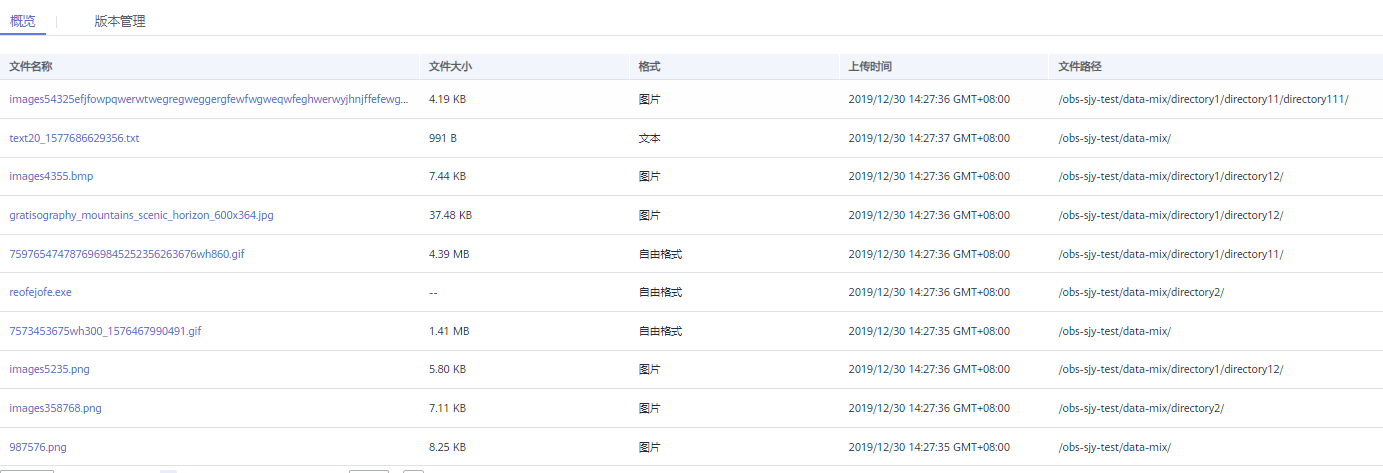 概览
版本管理
文件名称 文件大小 格式 上传时间 文件路径
images54325efjfowpqwerwtwegregweggergfewfwgweqwfeghwerwyjhnjffefewg... 4.19 KB 图片 2019/12/30 14:27:36 GMT+08:00 /obs-sjy-test/data-mix/directory1/directory11/directory111/
text20_1577686629356.txt 991 B 文本 2019/12/30 14:27:37 GMT+08:00 /obs-sjy-test/data-mix/
images4355.bmp 7.44 KB 图片 2019/12/30 14:27:36 GMT+08:00 /obs-sjy-test/data-mix/directory1/directory12/
gratisography_mountains_scenic_horizon_600x364.jpg 37.48 KB 图片 2019/12/30 14:27:36 GMT+08:00 /obs-sjy-test/data-mix/directory1/directory12/
75976547478769698452523562​63676wh860.gif 4.39 MB 自由格式 2019/12/30 14:27:36 GMT+08:00 /obs-sjy-test/data-mix/directory1/directory11/
reofejofe.exe -- 自由格式 2019/12/30 14:27:36 GMT+08:00 /obs-sjy-test/data-mix/directory2/
7573453675wh300_1576467990491.gif 1.41 MB 自由格式 2019/12/30 14:27:35 GMT+08:00 /obs-sjy-test/data-mix/
images5235.png 5.80 KB 图片 2019/12/30 14:27:36 GMT+08:00 /obs-sjy-test/data-mix/directory1/directory12/
images358768.png 7.11 KB 图片 2019/12/30 14:27:36 GMT+08:00 /obs-sjy-test/data-mix/directory2/
987576.png 8.25 KB 图片 2019/12/30 14:27:35 GMT+08:00 /obs-sjy-test/data-mix/